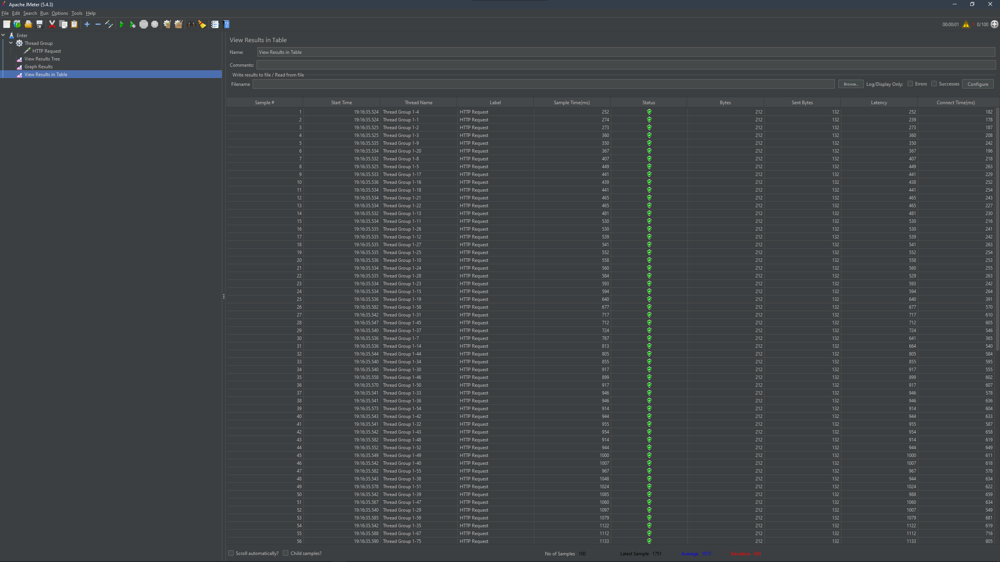 Apache JMeter (5.4.3)
File Edit Search Run Options Tools Help
00:00:01 1 0/100
Enter
Thread Group
HTTP Request
View Results Tree
Graph Results
View Results in Table
View Results in Table
Name: View Results in Table
Comments:
Write results to file / Read from file
Filename Browse... Log/Display Only: Errors Successes Configure
Sample # Start Time Thread Name Label Sample Time(ms) Status Bytes Sent Bytes Latency Connect Time(ms)
1 19:16:35.524 Thread Group 1-4 HTTP Request 252 212 132 252 182
2 19:16:35.524 Thread Group 1-1 HTTP Request 274 212 132 239 178
3 19:16:35.525 Thread Group 1-2 HTTP Request 273 212 132 273 187
4 19:16:35.525 Thread Group 1-3 HTTP Request 360 212 132 360 208
5 19:16:35.535 Thread Group 1-9 HTTP Request 350 212 132 350 242
6 19:16:35.534 Thread Group 1-20 HTTP Request 367 212 132 367 196
7 19:16:35.532 Thread Group 1-8 HTTP Request 407 212 132 407 218
8 19:16:35.525 Thread Group 1-5 HTTP Request 449 212 132 449 263
9 19:16:35.533 Thread Group 1-17 HTTP Request 441 212 132 441 229
10 19:16:35.536 Thread Group 1-16 HTTP Request 439 212 132 438 252
11 19:16:35.534 Thread Group 1-18 HTTP Request 441 212 132 441 254
12 19:16:35.534 Thread Group 1-21 HTTP Request 465 212 132 465 243
13 19:16:35.534 Thread Group 1-22 HTTP Request 465 212 132 465 227
14 19:16:35.532 Thread Group 1-13 HTTP Request 481 212 132 481 230
15 19:16:35.534 Thread Group 1-11 HTTP Request 530 212 132 530 216
16 19:16:35.535 Thread Group 1-26 HTTP Request 530 212 132 530 241
17 19:16:35.535 Thread Group 1-12 HTTP Request 539 212 132 539 242
18 19:16:35.535 Thread Group 1-27 HTTP Request 541 212 132 541 263
19 19:16:35.535 Thread Group 1-25 HTTP Request 552 212 132 552 254
20 19:16:35.536 Thread Group 1-10 HTTP Request 558 212 132 558 253
21 19:16:35.534 Thread Group 1-24 HTTP Request 560 212 132 560 255
22 19:16:35.535 Thread Group 1-28 HTTP Request 584 212 132 529 263
23 19:16:35.534 Thread Group 1-23 HTTP Request 593 212 132 593 242
24 19:16:35.534 Thread Group 1-15 HTTP Request 594 212 132 594 264
25 19:16:35.536 Thread Group 1-19 HTTP Request 640 212 132 640 391
26 19:16:35.582 Thread Group 1-58 HTTP Request 677 212 132 677 570
27 19:16:35.542 Thread Group 1-31 HTTP Request 717 212 132 717 610
28 19:16:35.547 Thread Group 1-45 HTTP Request 712 212 132 712 605
29 19:16:35.540 Thread Group 1-37 HTTP Request 724 212 132 724 546
30 19:16:35.536 Thread Group 1-7 HTTP Request 767 212 132 641 365
31 19:16:35.536 Thread Group 1-14 HTTP Request 813 212 132 664 540
32 19:16:35.544 Thread Group 1-44 HTTP Request 805 212 132 805 584
33 19:16:35.540 Thread Group 1-34 HTTP Request 855 212 132 855 595
34 19:16:35.540 Thread Group 1-30 HTTP Request 917 212 132 917 555
35 19:16:35.558 Thread Group 1-46 HTTP Request 899 212 132 899 602
36 19:16:35.570 Thread Group 1-50 HTTP Request 917 212 132 917 607
37 19:16:35.541 Thread Group 1-33 HTTP Request 946 212 132 946 578
38 19:16:35.541 Thread Group 1-36 HTTP Request 946 212 132 946 636
39 19:16:35.573 Thread Group 1-54 HTTP Request 914 212 132 914 604
40 19:16:35.543 Thread Group 1-42 HTTP Request 944 212 132 944 633
41 19:16:35.541 Thread Group 1-32 HTTP Request 955 212 132 955 587
42 19:16:35.542 Thread Group 1-43 HTTP Request 954 212 132 954 658
43 19:16:35.582 Thread Group 1-48 HTTP Request 914 212 132 914 619
44 19:16:35.552 Thread Group 1-52 HTTP Request 944 212 132 944 649
45 19:16:35.549 Thread Group 1-49 HTTP Request 1000 212 132 1000 611
46 19:16:35.542 Thread Group 1-40 HTTP Request 1007 212 132 1007 618
47 19:16:35.582 Thread Group 1-55 HTTP Request 967 212 132 967 578
48 19:16:35.543 Thread Group 1-38 HTTP Request 1048 212 132 944 634
49 19:16:35.578 Thread Group 1-51 HTTP Request 1024 212 132 1024 622
50 19:16:35.542 Thread Group 1-39 HTTP Request 1085 212 132 988 659
51 19:16:35.567 Thread Group 1-47 HTTP Request 1060 212 132 1060 634
52 19:16:35.540 Thread Group 1-29 HTTP Request 1097 212 132 1007 549
53 19:16:35.585 Thread Group 1-59 HTTP Request 1079 212 132 1079 681
54 19:16:35.542 Thread Group 1-35 HTTP Request 1122 212 132 1122 619
55 19:16:35.588 Thread Group 1-67 HTTP Request 1112 212 132 1112 716
56 19:16:35.590 Thread Group 1-75 HTTP Request 1133 212 132 1133 805
Scroll automatically? Child samples? No of Samples 100 Latest Sample 1751 Average 1073 Deviation 450